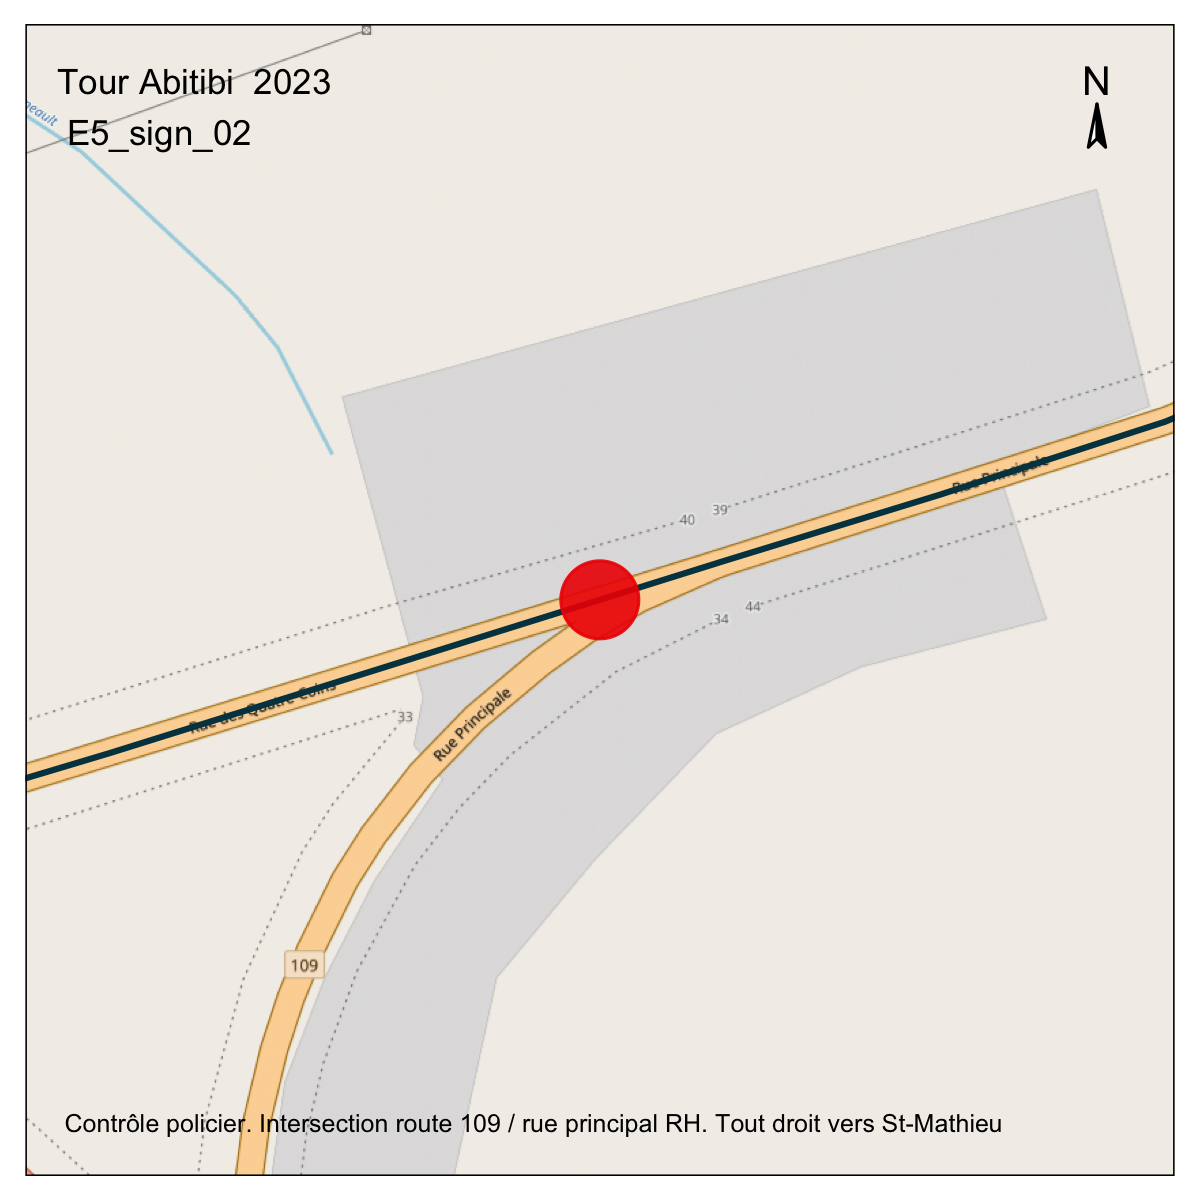 Tour Abitibi  2023
N
E5_sign_02
Rue Principale
40
39
44
34
Rue des Quatre-Coins
33
Rue Principale
109
Contrôle policier. Intersection route 109 / rue principal RH. Tout droit vers St-Mathieu